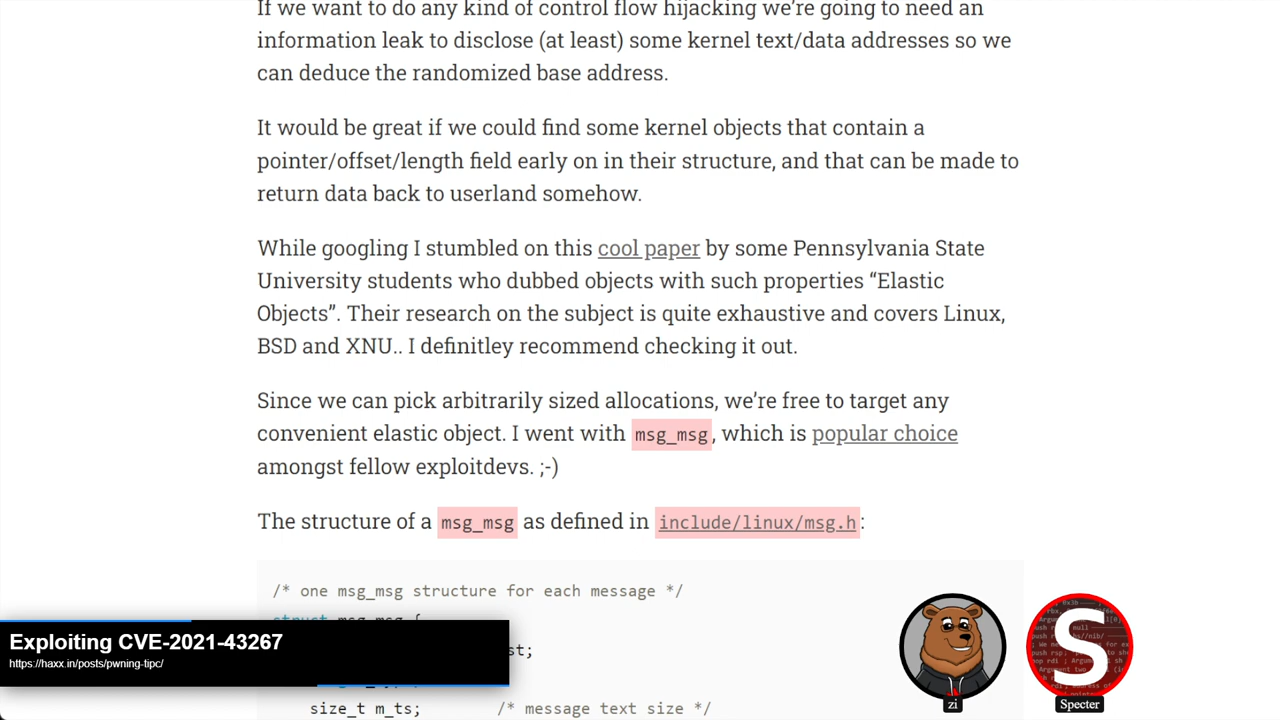 If we want to do any kind of control flow hijacking we’re going to need an
information leak to disclose (at least) some kernel text/data addresses so we
can deduce the randomized base address.
It would be great if we could find some kernel objects that contain a
pointer/offset/length field early on in their structure, and that can be made to
return data back to userland somehow.
While googling I stumbled on this cool paper by some Pennsylvania State
University students who dubbed objects with such properties “Elastic
Objects”. Their research on the subject is quite exhaustive and covers Linux,
BSD and XNU.. I definitley recommend checking it out.
Since we can pick arbitrarily sized allocations, we’re free to target any
convenient elastic object. I went with msg_msg, which is popular choice
amongst fellow exploitdevs. ;-)
The structure of a msg_msg as defined in include/linux/msg.h:
/* one msg_msg structure for each message */
st;
size_t m_ts; /* message text size */
Exploiting CVE-2021-43267
https://haxx.in/posts/pwning-tipc/
zi
S
Specter